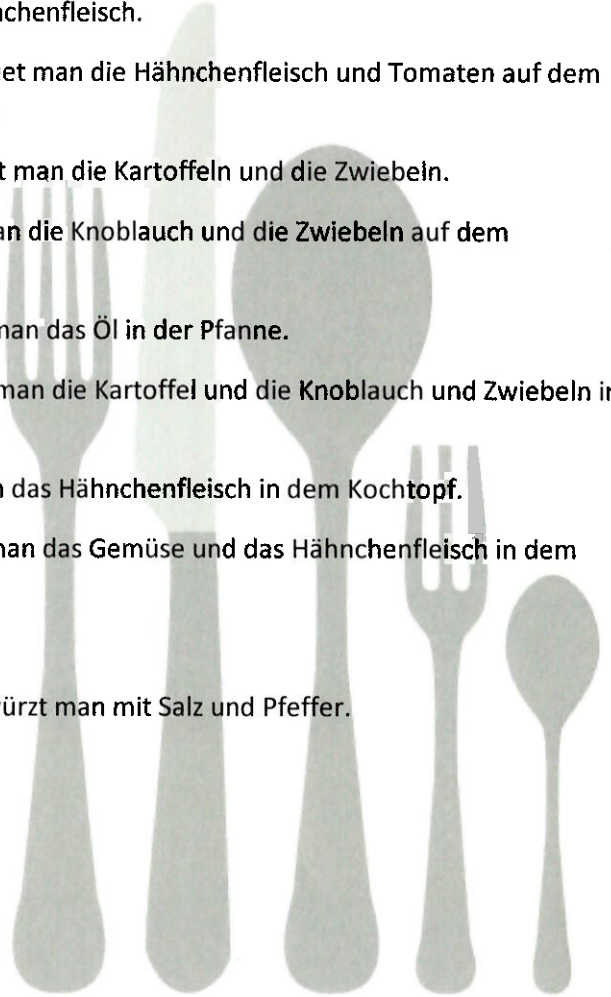 chenfleisch.
et man die Hähnchenfleisch und Tomaten auf dem
t man die Kartoffeln und die Zwiebeln.
an die Knoblauch und die Zwiebeln auf dem
man das Öl in der Pfanne.
man die Kartoffel und die Knoblauch und Zwiebeln in
das Hähnchenfleisch in dem Kochtopf.
man das Gemüse und das Hähnchenfleisch in dem
ürzt man mit Salz und Pfeffer.